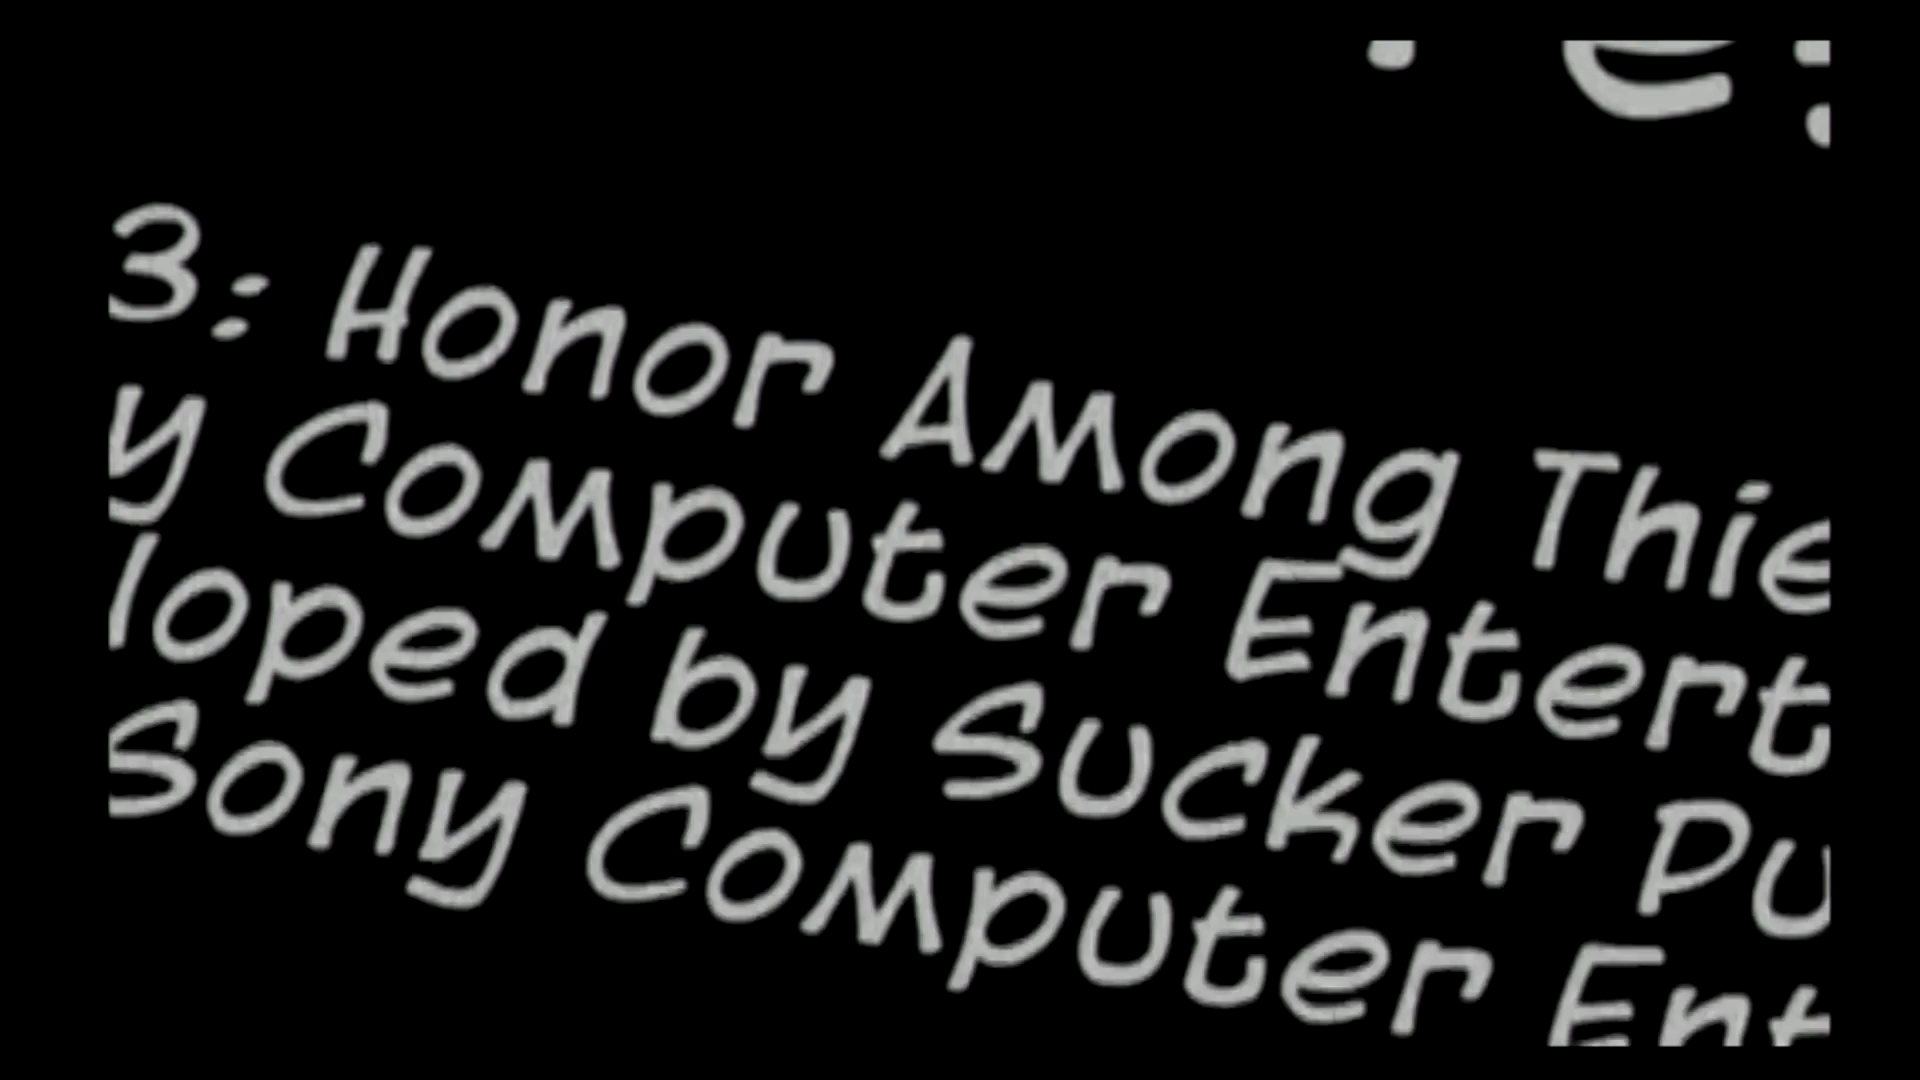 3: Honor Among Thie
y Computer Entert
loped by Sucker Pu
Sony Computer Ent